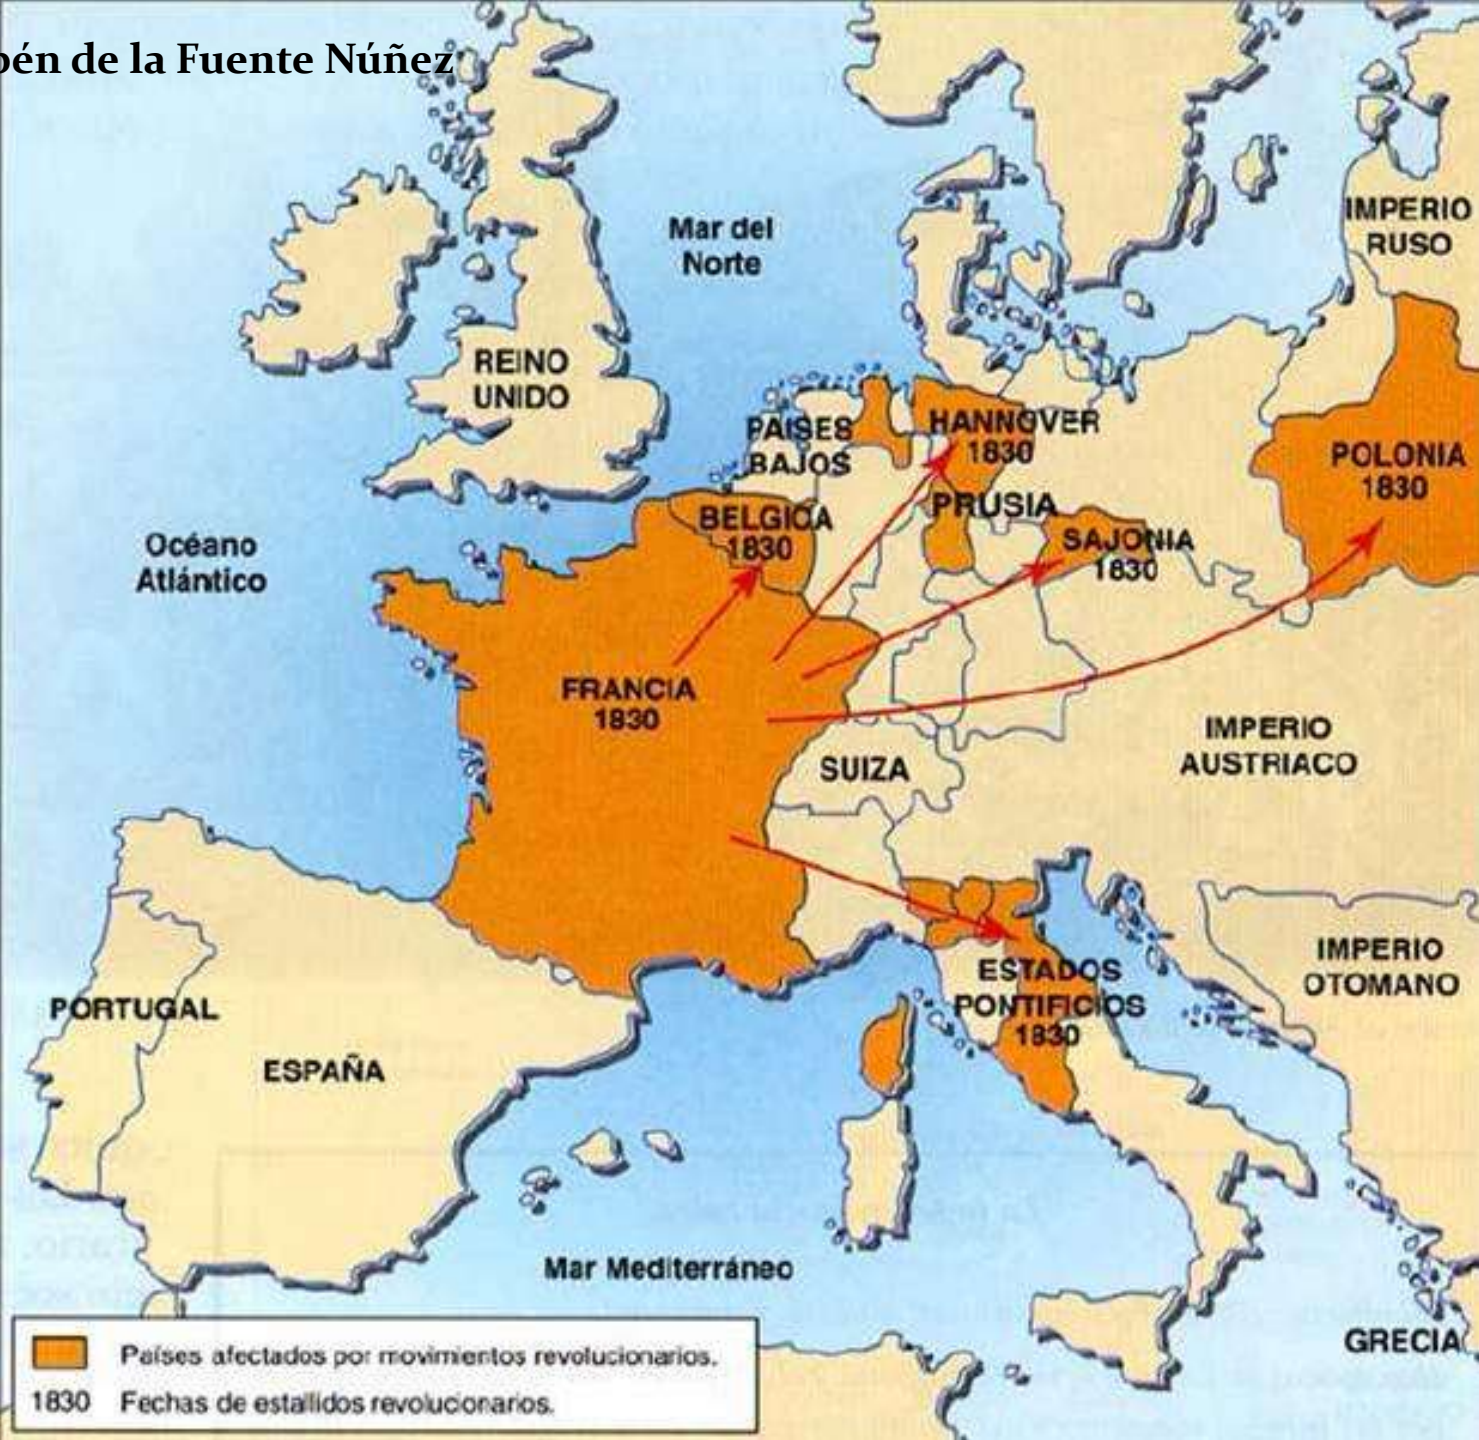 bén de la Fuente Núñez
Mar del
Norte
IMPERIO
RUSO
REINO
UNIDO
PAISES
BAJOS
HANNOVER
1830
POLONIA
1830
BELGICA
1830
PRUSIA
SAJONIA
1830
Océano
Atlántico
FRANCIA
1830
SUIZA
IMPERIO
AUSTRIACO
IMPERIO
OTOMANO
ESTADOS
PONTIFICIOS
1830
PORTUGAL
ESPAÑA
Mar Mediterráneo
GRECIA
Países afectados por movimientos revolucionarios.
1830 Fechas de estallidos revolucionarios.